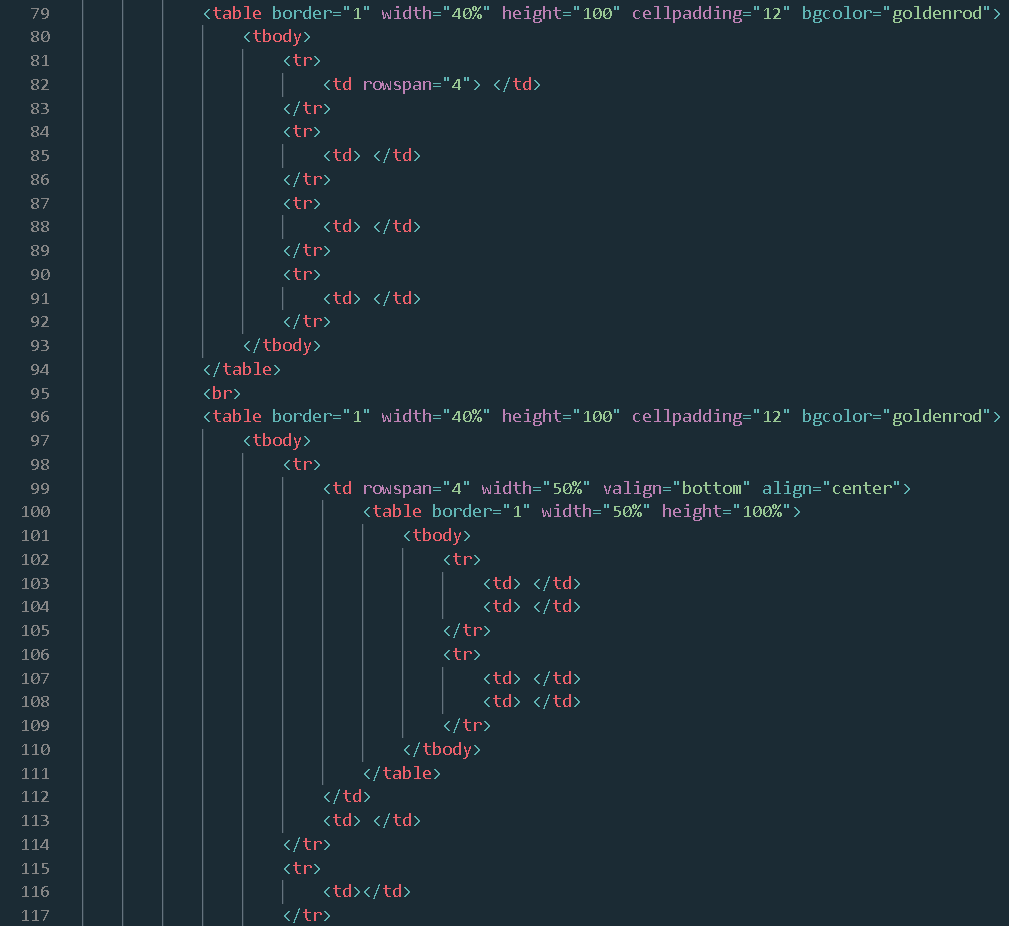 79 <table border="1" width="40%" height="100" cellpadding="12" bgcolor="goldenrod">
80 <tbody>
81 <tr>
82 <td rowspan="4"> </td>
83 </tr>
84 <tr>
85 <td> </td>
86 </tr>
87 <tr>
88 <td> </td>
89 </tr>
90 <tr>
91 <td> </td>
92 </tr>
93 </tbody>
94 </table>
95 <br>
96 <table border="1" width="40%" height="100" cellpadding="12" bgcolor="goldenrod">
97 <tbody>
98 <tr>
99 <td rowspan="4" width="50%" valign="bottom" align="center">
100 <table border="1" width="50%" height="100%">
101 <tbody>
102 <tr>
103 <td> </td>
104 <td> </td>
105 </tr>
106 <tr>
107 <td> </td>
108 <td> </td>
109 </tr>
110 </tbody>
111 </table>
112 </td>
113 <td> </td>
114 </tr>
115 <tr>
116 <td></td>
117 </tr>